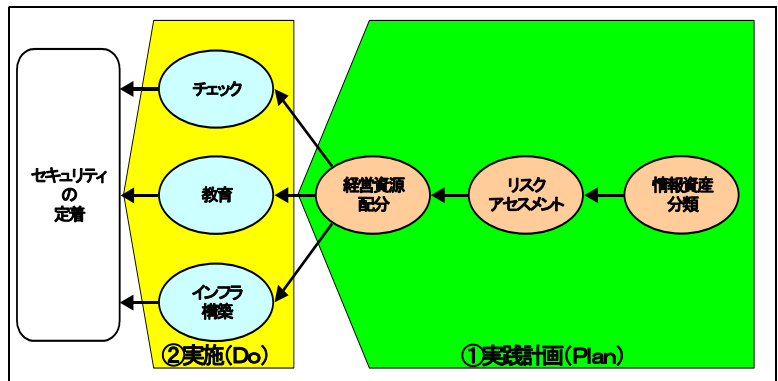 チェック
セキュリティ
の
定着
教育
経営資源
配分
リスク
アセスメント
情報資産
分類
インフラ
構築
②実施(Do)
①実践計画(Plan)